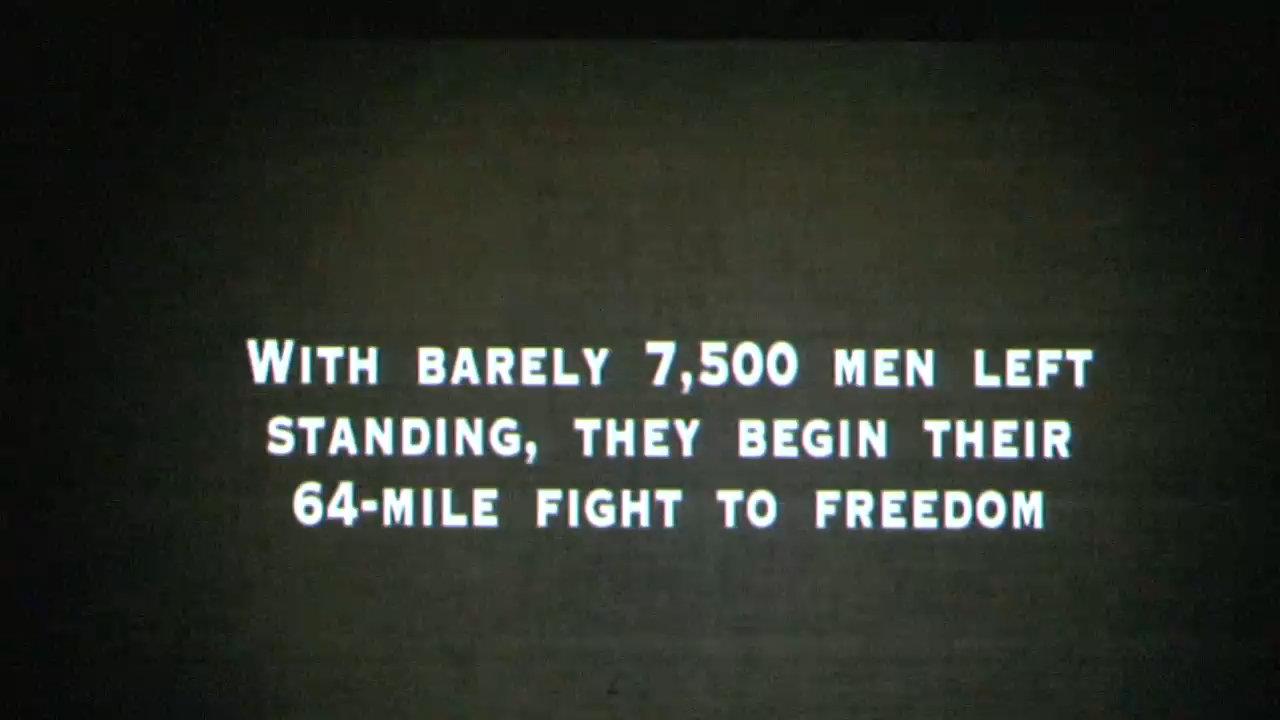 WITH BARELY 7,500 MEN LEFT
STANDING, THEY BEGIN THEIR
64-MILE FIGHT TO FREEDOM